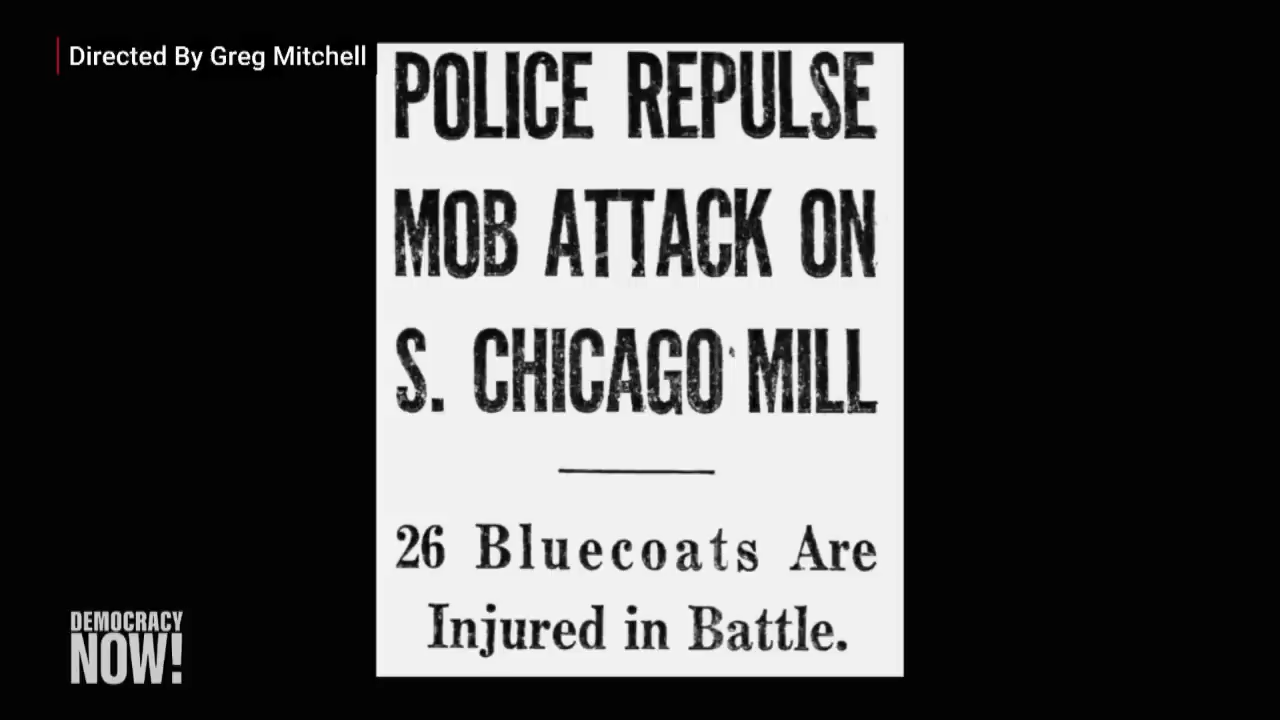 Directed By Greg Mitchell
POLICE REPULSE
MOB ATTACK ON
S. CHICAGO MILL
26 Bluecoats Are
Injured in Battle.
DEMOCRACY
NOW!